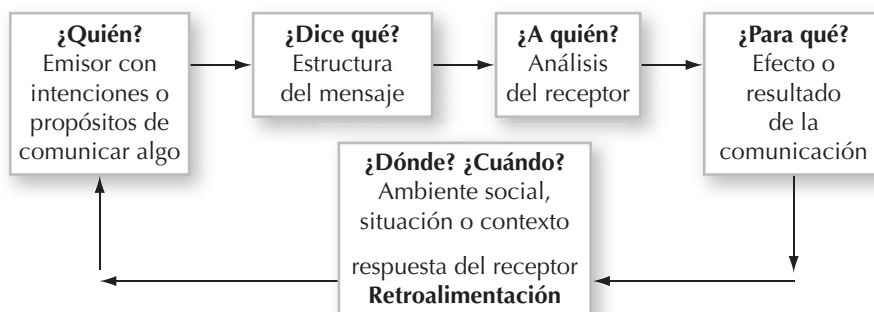 ¿Quién?
Emisor con
intenciones o
propósitos de
comunicar algo
¿Dice qué?
Estructura
del mensaje
¿A quién?
Análisis
del receptor
¿Para qué?
Efecto o
resultado
de la
comunicación
¿Dónde? ¿Cuándo?
Ambiente social,
situación o contexto
respuesta del receptor
Retroalimentación